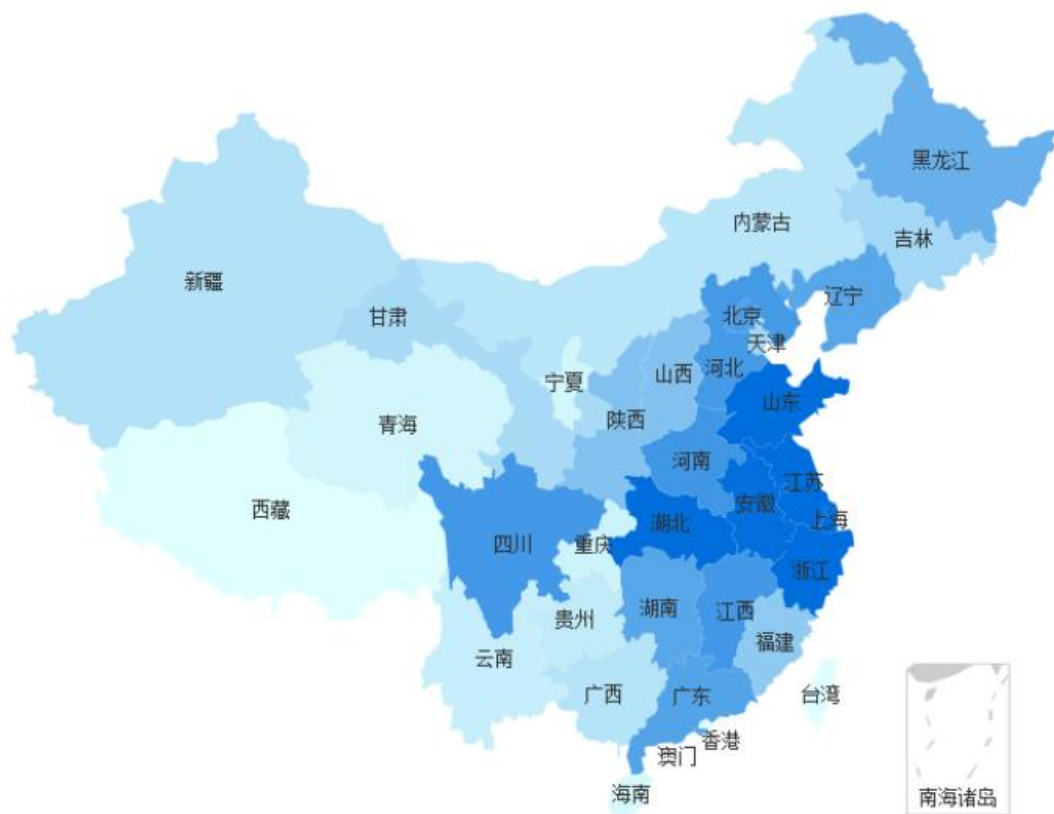 黑龙江
内蒙古
吉林
新疆
辽宁
甘肃
北京
天津
河北
山西
宁夏
山东
陕西
青海
河南
江苏
安徽
西藏
上海
湖北
四川
重庆
浙江
湖南
江西
贵州
福建
云南
广西
广东
台湾
香港
澳门
海南
南海诸岛